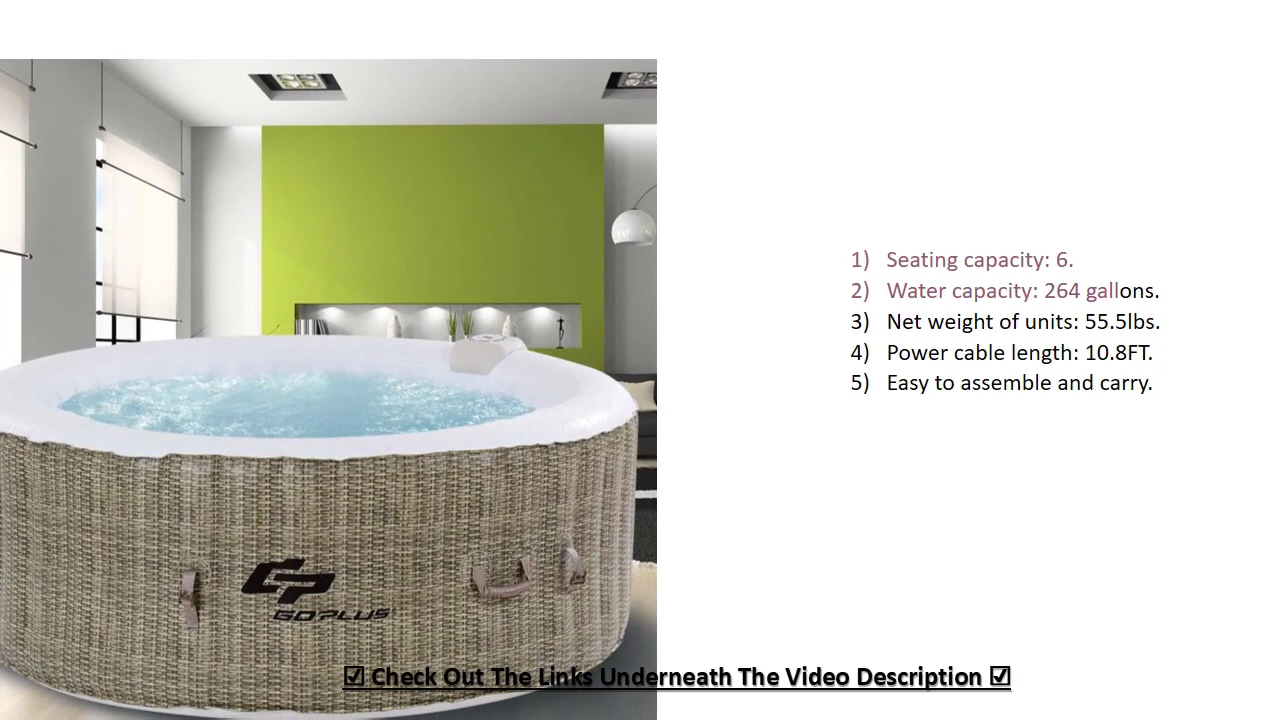 1) Seating capacity: 6.
2) Water capacity: 264 gallons.
3) Net weight of units: 55.5lbs.
4) Power cable length: 10.8FT.
5) Easy to assemble and carry.
GP
GOPLUS
☑ Check Out The Links Underneath The Video Description ☑